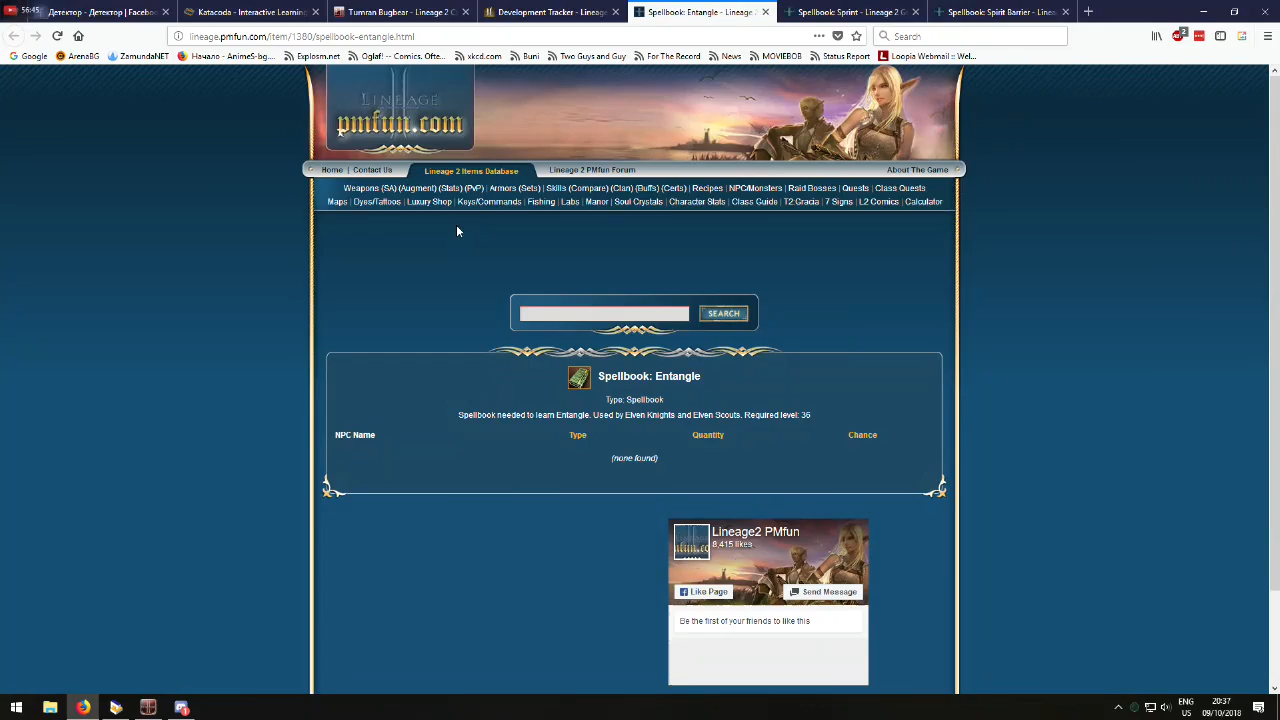 56:45
Детектор - Детектор | Facebo
Katacoda - Interactive Learning
Tumran Bugbear - Lineage 2 C
Development Tracker - Lineage
Spellbook: Entangle - Lineage
Spellbook: Sprint - Lineage 2 G
Spellbook: Spirit Barrier - Linea
lineage.pmfun.com/item/1380/spellbook-entangle.html
Search
2
Google
ArenaBG
ZamundaNET
Начало - AnimeS-bg....
Explosm.net
Oglaf! -- Comics. Ofte...
xkcd.com
Buni
Two Guys and Guy
For The Record
News
MOVIEBOB
Status Report
Loopia Webmail :: Wel...
LINEAGE
pmfun.com
Home | Contact Us
Lineage 2 Items Database
Lineage 2 PMfun Forum
About The Game
Weapons (SA) (Augment) (Stats) (PvP) | Armors (Sets) | Skills (Compare) (Clan) (Buffs) (Certs) | Recipes | NPC/Monsters | Raid Bosses | Quests | Class Quests
Maps | Dyes/Tattoos | Luxury Shop | Keys/Commands | Fishing | Labs | Manor | Soul Crystals | Character Stats | Class Guide | T2:Gracia | 7 Signs | L2 Comics | Calculator
SEARCH
Spellbook: Entangle
Type: Spellbook
Spellbook needed to learn Entangle. Used by Elven Knights and Elven Scouts. Required level: 36
NPC Name Type Quantity Chance
(none found)
Lineage2 PMfun
8,415 likes
Like Page
Send Message
Be the first of your friends to like this
ENG
US
20:37
09/10/2018